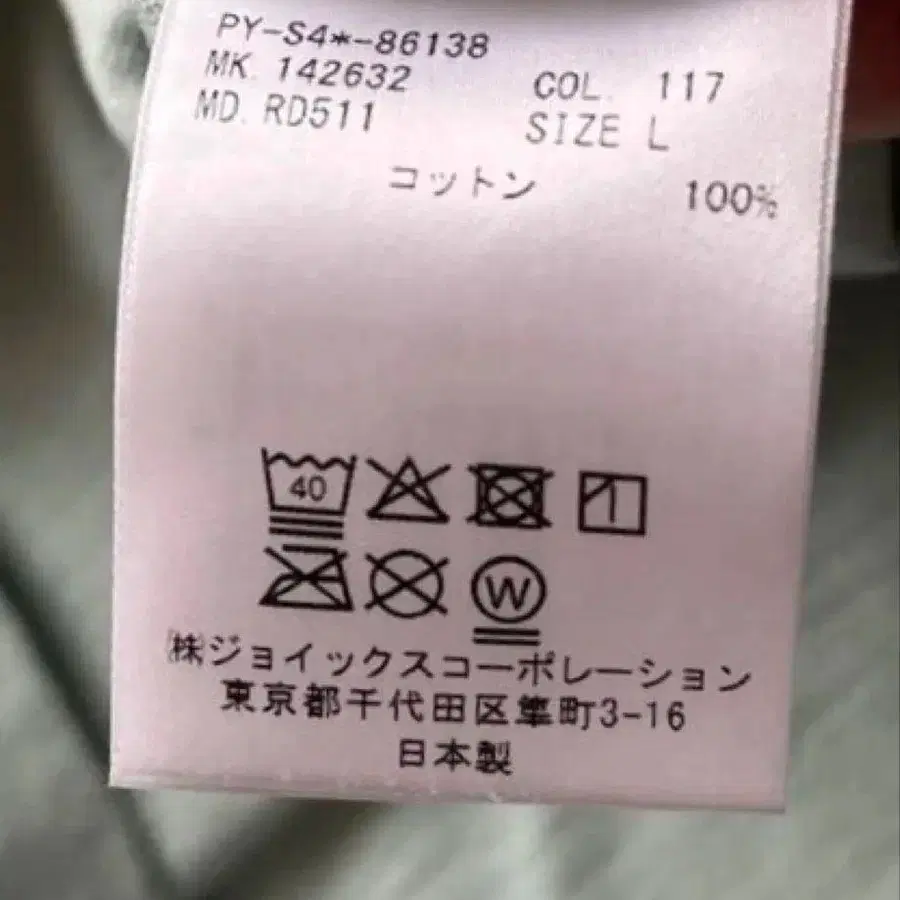 PY-S4*-86138
MK. 142632 COL. 117
MD. RD511 SIZE L
コットン 100%
40
W
㈱ジョイックスコーポレーション
東京都千代田区隼町3-16
日本製